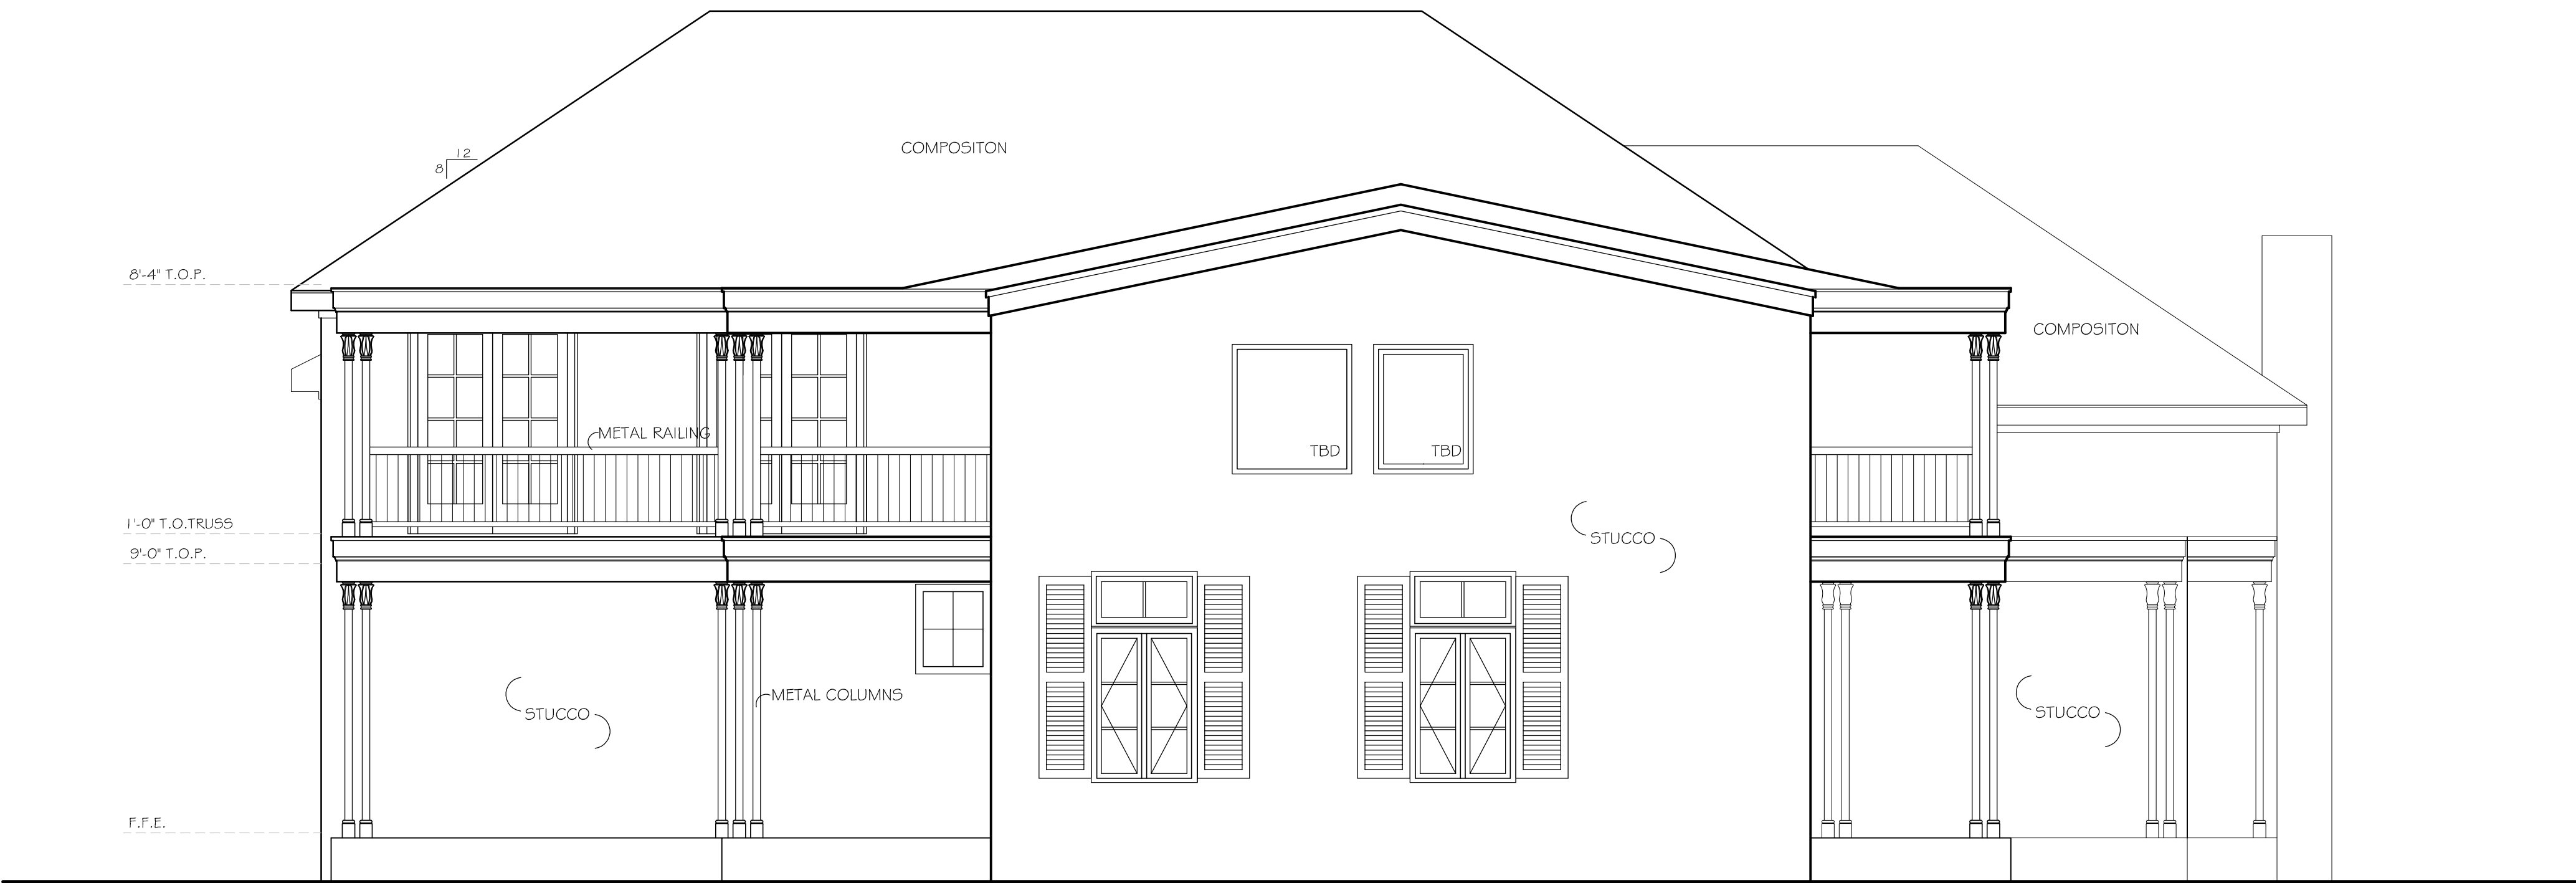 COMPOSITON
12
8
8'-4" T.O.P.
COMPOSITON
METAL RAILING
TBD
TBD
1'-0" T.O.TRUSS
STUCCO
9'-0" T.O.P.
METAL COLUMNS
STUCCO
STUCCO
F.F.E.